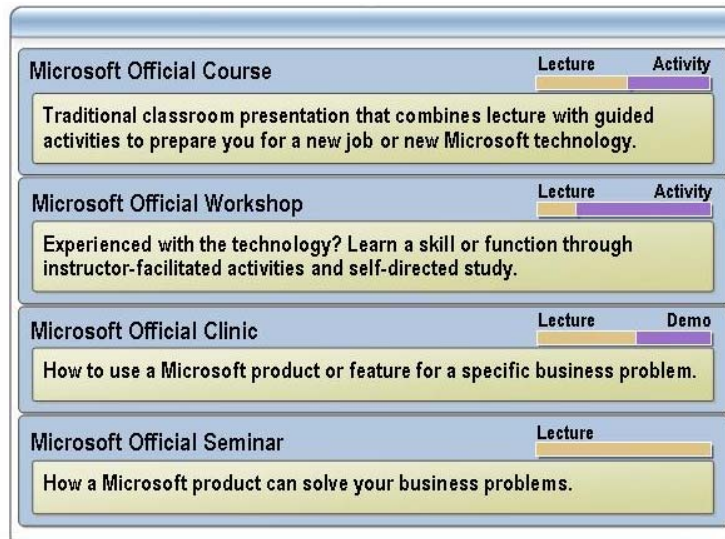 Microsoft Official Course
Lecture Activity
Traditional classroom presentation that combines lecture with guided
activities to prepare you for a new job or new Microsoft technology.
Microsoft Official Workshop
Lecture Activity
Experienced with the technology? Learn a skill or function through
instructor-facilitated activities and self-directed study.
Microsoft Official Clinic
Lecture Demo
How to use a Microsoft product or feature for a specific business problem.
Microsoft Official Seminar
Lecture
How a Microsoft product can solve your business problems.